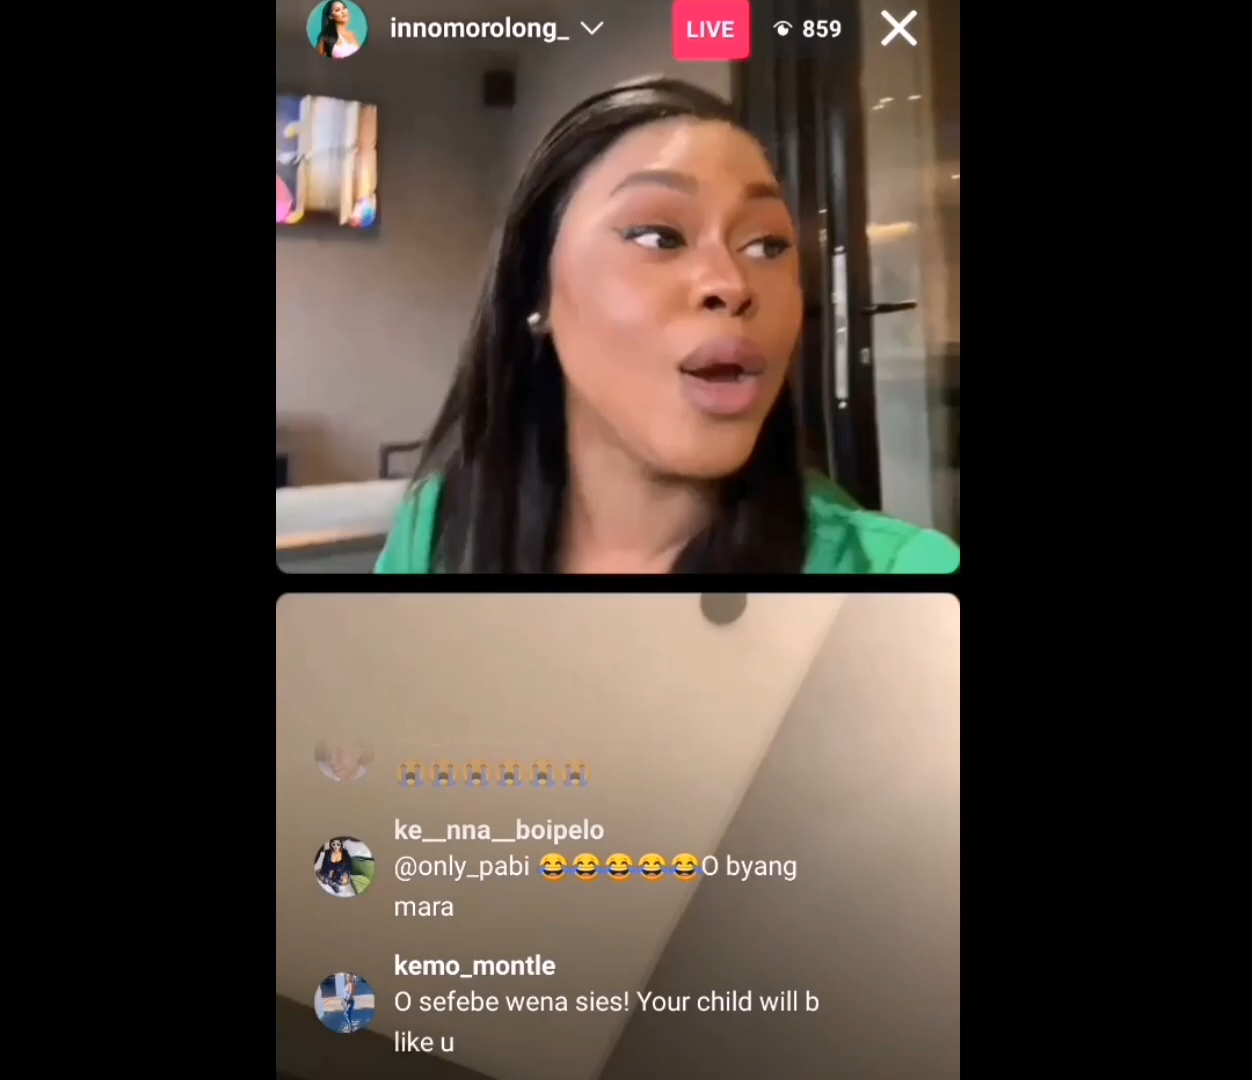 innomorolong_
LIVE
859
😭😭😭😭😭😭
ke__nna__boipelo
@only_pabi 😂😂😂😂😂O byang
mara
kemo_montle
O sefebe wena sies! Your child will b
like u